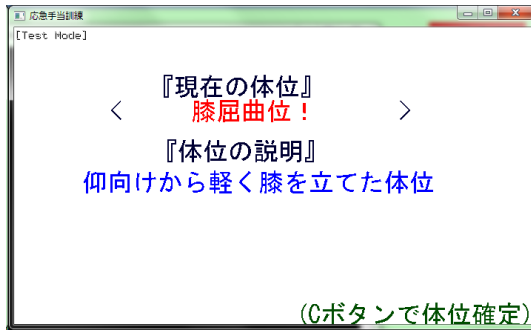 応急手当訓練
[Test Mode]
『現在の体位』
< 膝屈曲位！ >
『体位の説明』
仰向けから軽く膝を立てた体位
(Cボタンで体位確定)